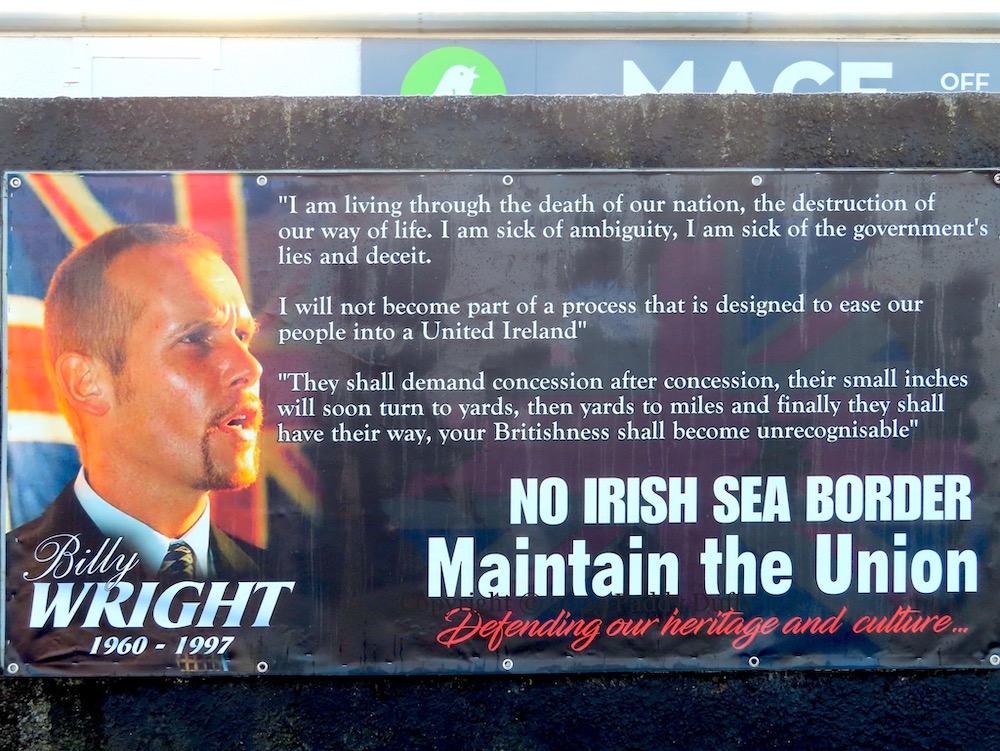 MACE
OFF
"I am living through the death of our nation, the destruction of
our way of life. I am sick of ambiguity, I am sick of the government's
lies and deceit.
I will not become part of a process that is designed to ease our
people into a United Ireland"
"They shall demand concession after concession, their small inches
will soon turn to yards, then yards to miles and finally they shall
have their way, your Britishness shall become unrecognisable"
NO IRISH SEA BORDER
Maintain the Union
Defending our heritage and culture...
Billy
WRIGHT
1960 - 1997
Copyright ©